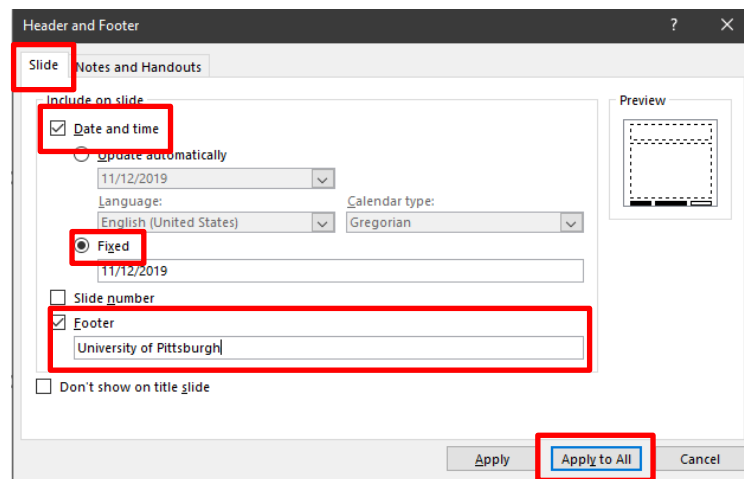 Header and Footer ? ×
Slide Notes and Handouts
Include on slide Preview
Date and time
Update automatically
11/12/2019
Language: Calendar type:
English (United States) Gregorian
Fixed
11/12/2019
Slide number
Footer
University of Pittsburgh
Don't show on title slide
Apply Apply to All Cancel